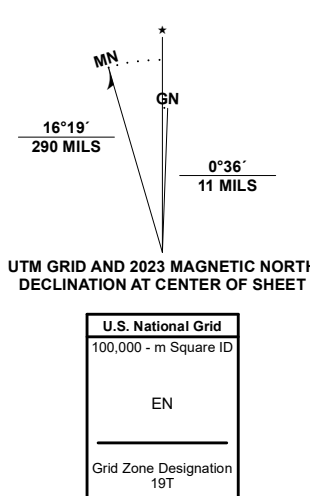 MN
GN
16°19´
290 MILS
0°36´
11 MILS
UTM GRID AND 2023 MAGNETIC NORTH
DECLINATION AT CENTER OF SHEET
U.S. National Grid
100,000 - m Square ID
EN
Grid Zone Designation
19T